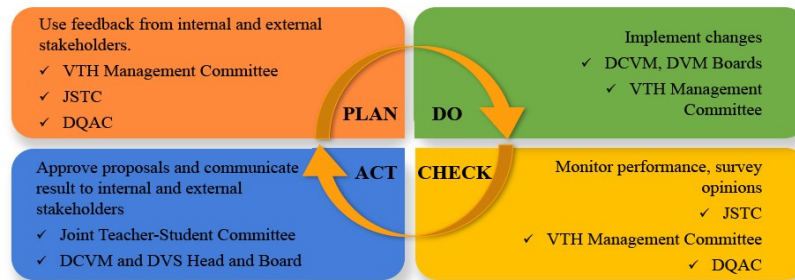 Use feedback from internal and external
stakeholders.
✓ VTH Management Committee
✓ JSTC
✓ DQAC
PLAN
Implement changes
✓ DCVM, DVM Boards
✓ VTH Management
Committee
DO
Approve proposals and communicate
result to internal and external
stakeholders
✓ Joint Teacher-Student Committee
✓ DCVM and DVS Head and Board
ACT
CHECK
Monitor performance, survey
opinions
✓ JSTC
✓ VTH Management Committee
✓ DQAC